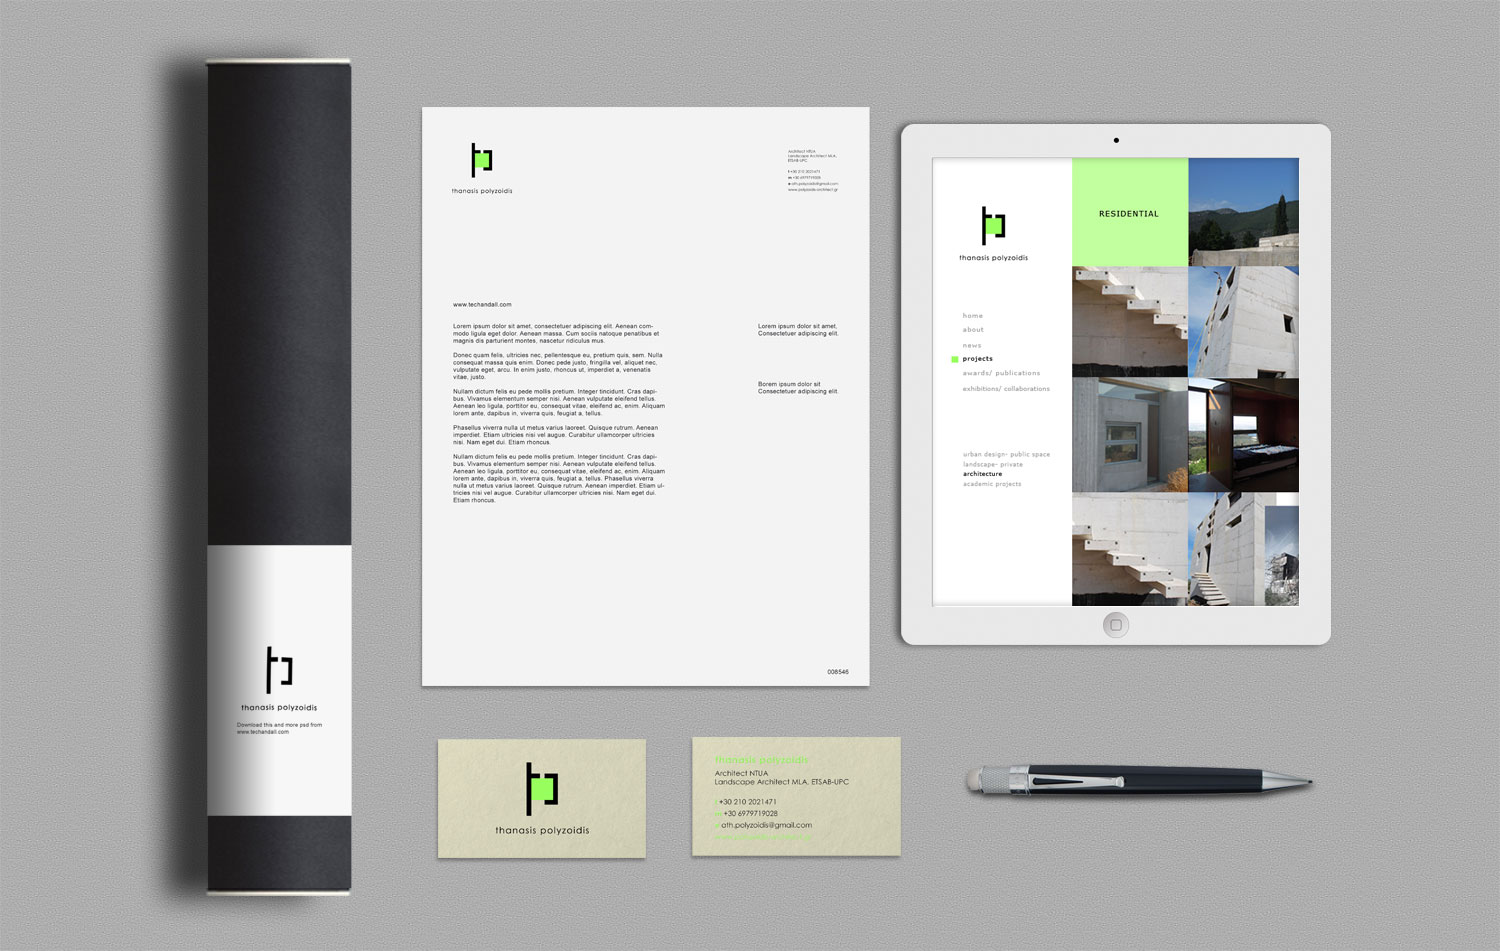 thanasis polyzoidis
Download this and more psd from
www.techandall.com
thanasis polyzoidis
Architect NTUA
Landscape Architect MLA,
ETSAB-UPC
t +30 210 2021471
m +30 6979719028
e ath.polyzoidis@gmail.com
www.polyzoidis-architect.gr
www.techandall.com
Lorem ipsum dolor sit amet, consectetuer adipiscing elit. Aenean com-
modo ligula eget dolor. Aenean massa. Cum sociis natoque penatibus et
magnis dis parturient montes, nascetur ridiculus mus.
Donec quam felis, ultricies nec, pellentesque eu, pretium quis, sem. Nulla
consequat massa quis enim. Donec pede justo, fringilla vel, aliquet nec,
vulputate eget, arcu. In enim justo, rhoncus ut, imperdiet a, venenatis
vitae, justo.
Nullam dictum felis eu pede mollis pretium. Integer tincidunt. Cras dapi-
bus. Vivamus elementum semper nisi. Aenean vulputate eleifend tellus.
Aenean leo ligula, porttitor eu, consequat vitae, eleifend ac, enim. Aliquam
lorem ante, dapibus in, viverra quis, feugiat a, tellus.
Phasellus viverra nulla ut metus varius laoreet. Quisque rutrum. Aenean
imperdiet. Etiam ultricies nisi vel augue. Curabitur ullamcorper ultricies
nisi. Nam eget dui. Etiam rhoncus.
Nullam dictum felis eu pede mollis pretium. Integer tincidunt. Cras dapi-
bus. Vivamus elementum semper nisi. Aenean vulputate eleifend tellus.
Aenean leo ligula, porttitor eu, consequat vitae, eleifend ac, enim. Aliquam
lorem ante, dapibus in, viverra quis, feugiat a, tellus. Phasellus viverra
nulla ut metus varius laoreet. Quisque rutrum. Aenean imperdiet. Etiam ul-
tricies nisi vel augue. Curabitur ullamcorper ultricies nisi. Nam eget dui.
Etiam rhoncus.
Lorem ipsum dolor sit amet,
Consectetuer adipiscing elit.
Borem ipsum dolor sit
Consectetuer adipiscing elit.
008546
thanasis polyzoidis
home
about
news
projects
awards/ publications
exhibitions/ collaborations
urban design- public space
landscape- private
architecture
academic projects
RESIDENTIAL
thanasis polyzoidis
thanasis polyzoidis
Architect NTUA
Landscape Architect MLA, ETSAB-UPC
+30 210 2021471
+30 6979719028
ath.polyzoidis@gmail.com